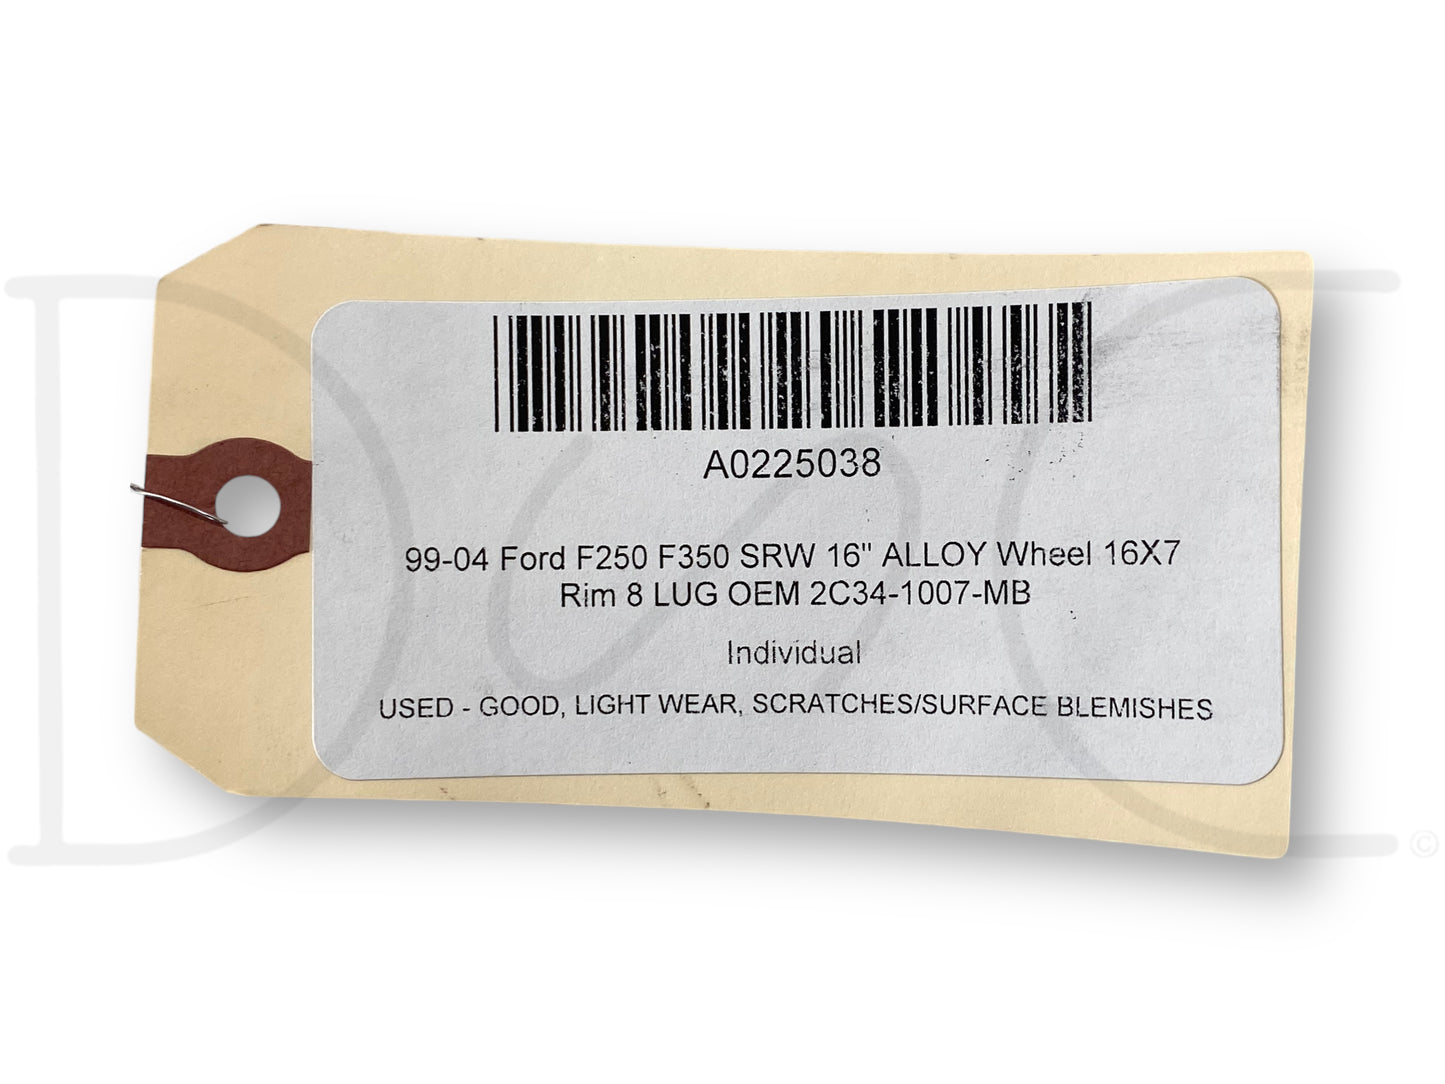 A0225038
99-04 Ford F250 F350 SRW 16" ALLOY Wheel 16X7
Rim 8 LUG OEM 2C34-1007-MB
Individual
USED - GOOD, LIGHT WEAR, SCRATCHES/SURFACE BLEMISHES
DSC ©